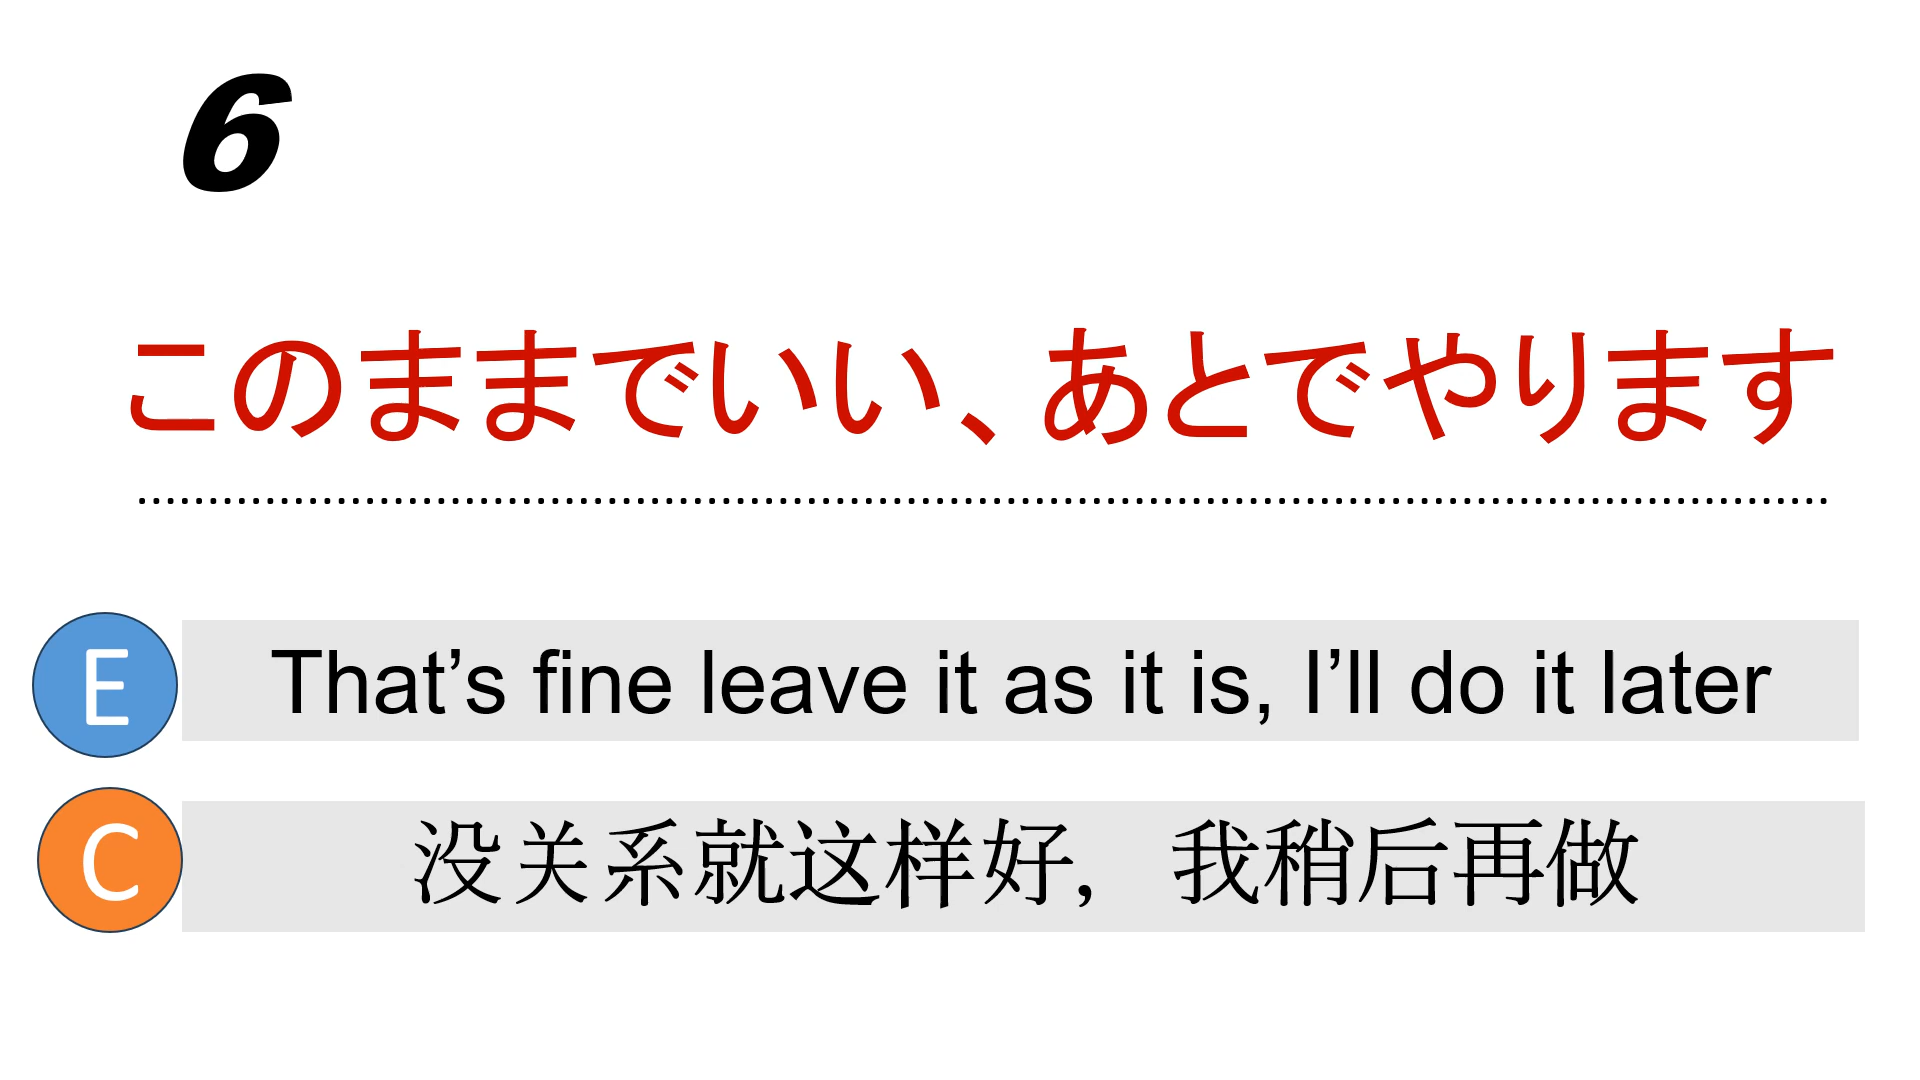 6
このままでいい、あとでやります
E
That’s fine leave it as it is, I’ll do it later
C
没关系就这样好，我稍后再做